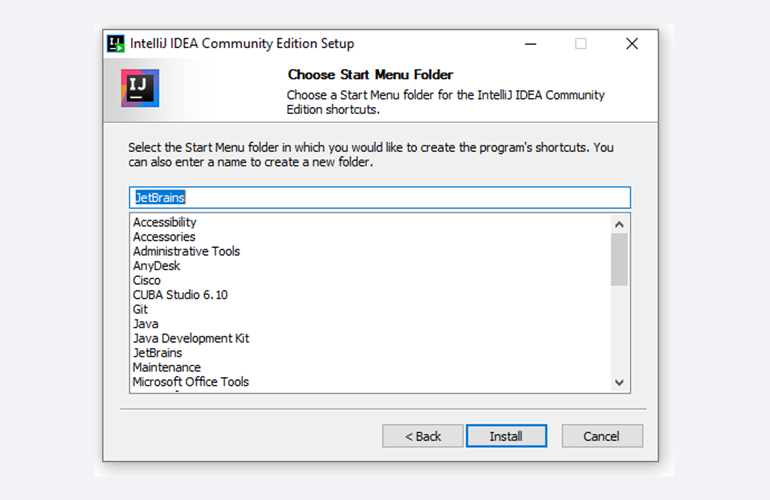 IntelliJ IDEA Community Edition Setup
IJ
Choose Start Menu Folder
Choose a Start Menu folder for the IntelliJ IDEA Community
Edition shortcuts.
Select the Start Menu folder in which you would like to create the program's shortcuts. You
can also enter a name to create a new folder.
JetBrains
Accessibility
Accessories
Administrative Tools
AnyDesk
Cisco
CUBA Studio 6.10
Git
Java
Java Development Kit
JetBrains
Maintenance
Microsoft Office Tools
< Back
Install
Cancel